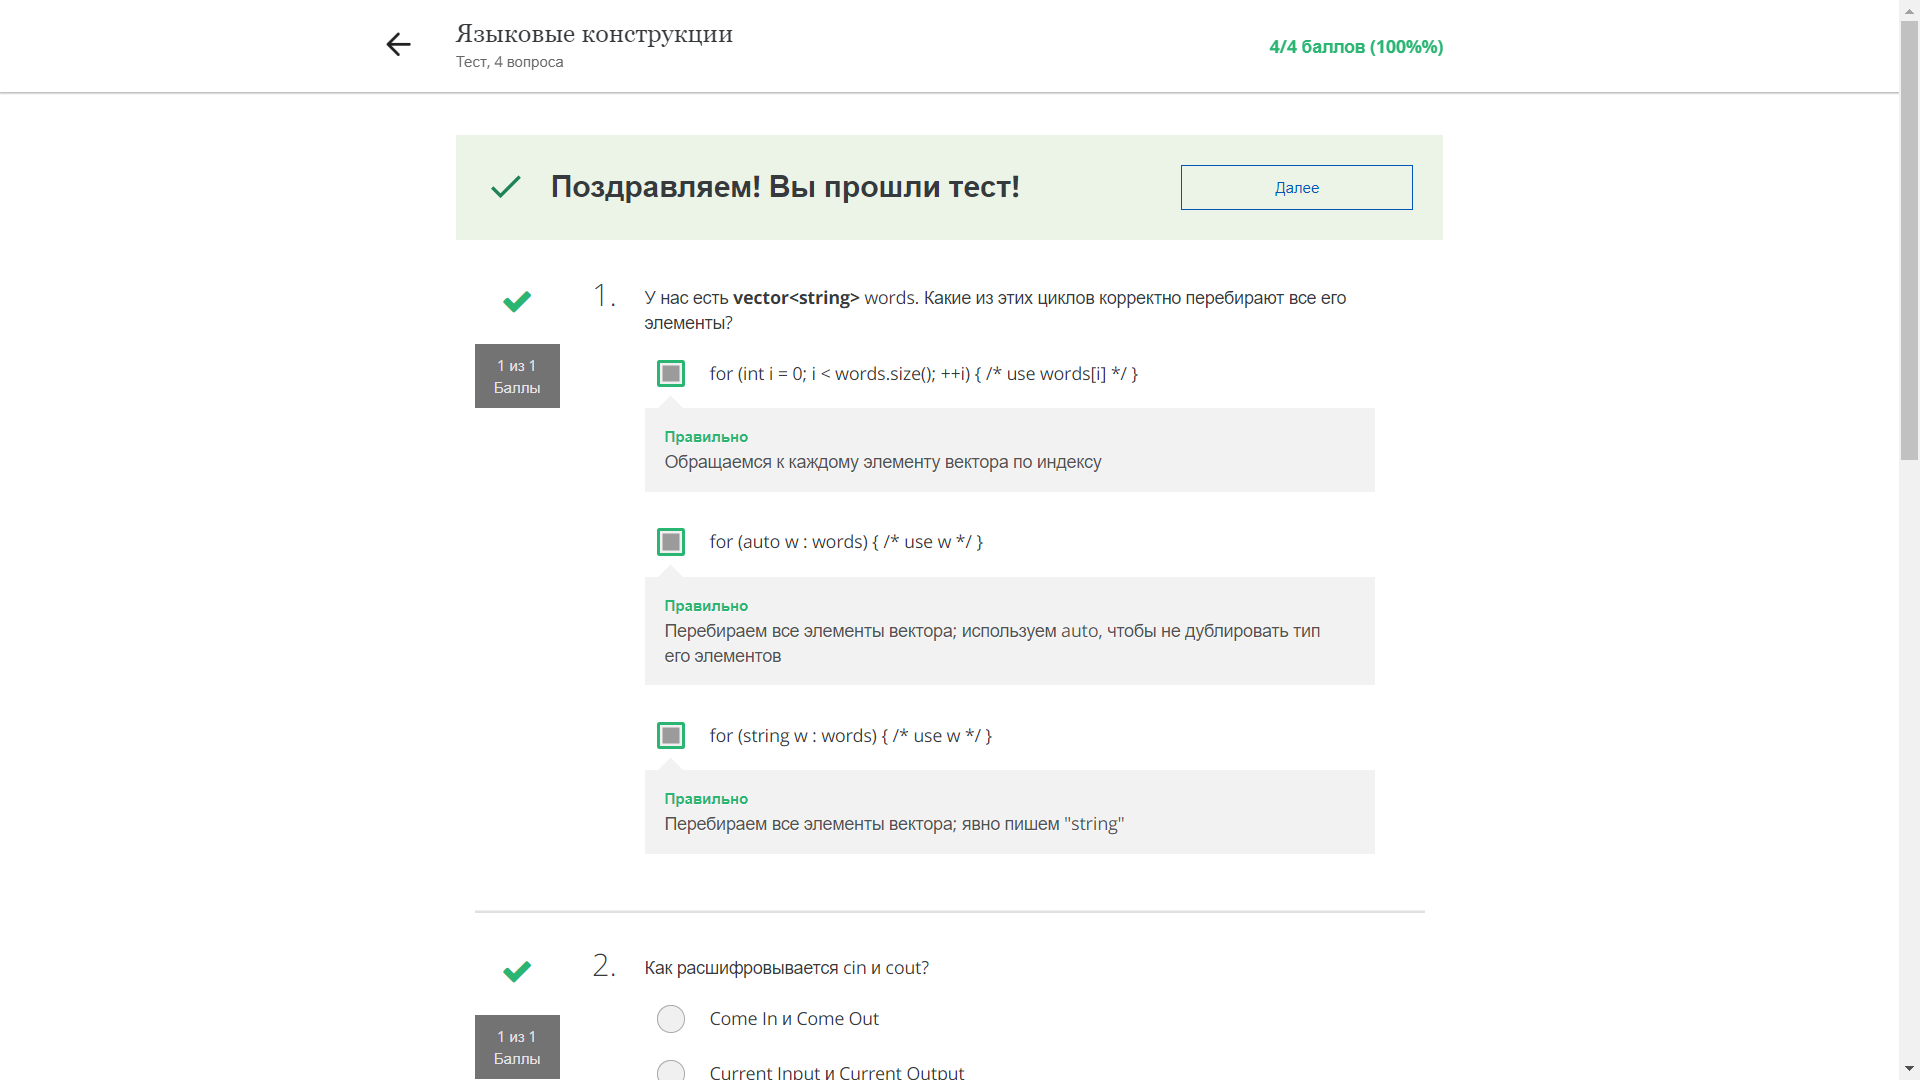 Языковые конструкции
Тест, 4 вопроса
4/4 баллов (100%%)
Поздравляем! Вы прошли тест!
Далее
1.
У нас есть vector<string> words. Какие из этих циклов корректно перебирают все его
элементы?
1 из 1
Баллы
for (int i = 0; i < words.size(); ++i) { /* use words[i] */ }
Правильно
Обращаемся к каждому элементу вектора по индексу
for (auto w : words) { /* use w */ }
Правильно
Перебираем все элементы вектора; используем auto, чтобы не дублировать тип
его элементов
for (string w : words) { /* use w */ }
Правильно
Перебираем все элементы вектора; явно пишем "string"
2.
Как расшифровывается cin и cout?
1 из 1
Баллы
Come In и Come Out
Current Input и Current Output